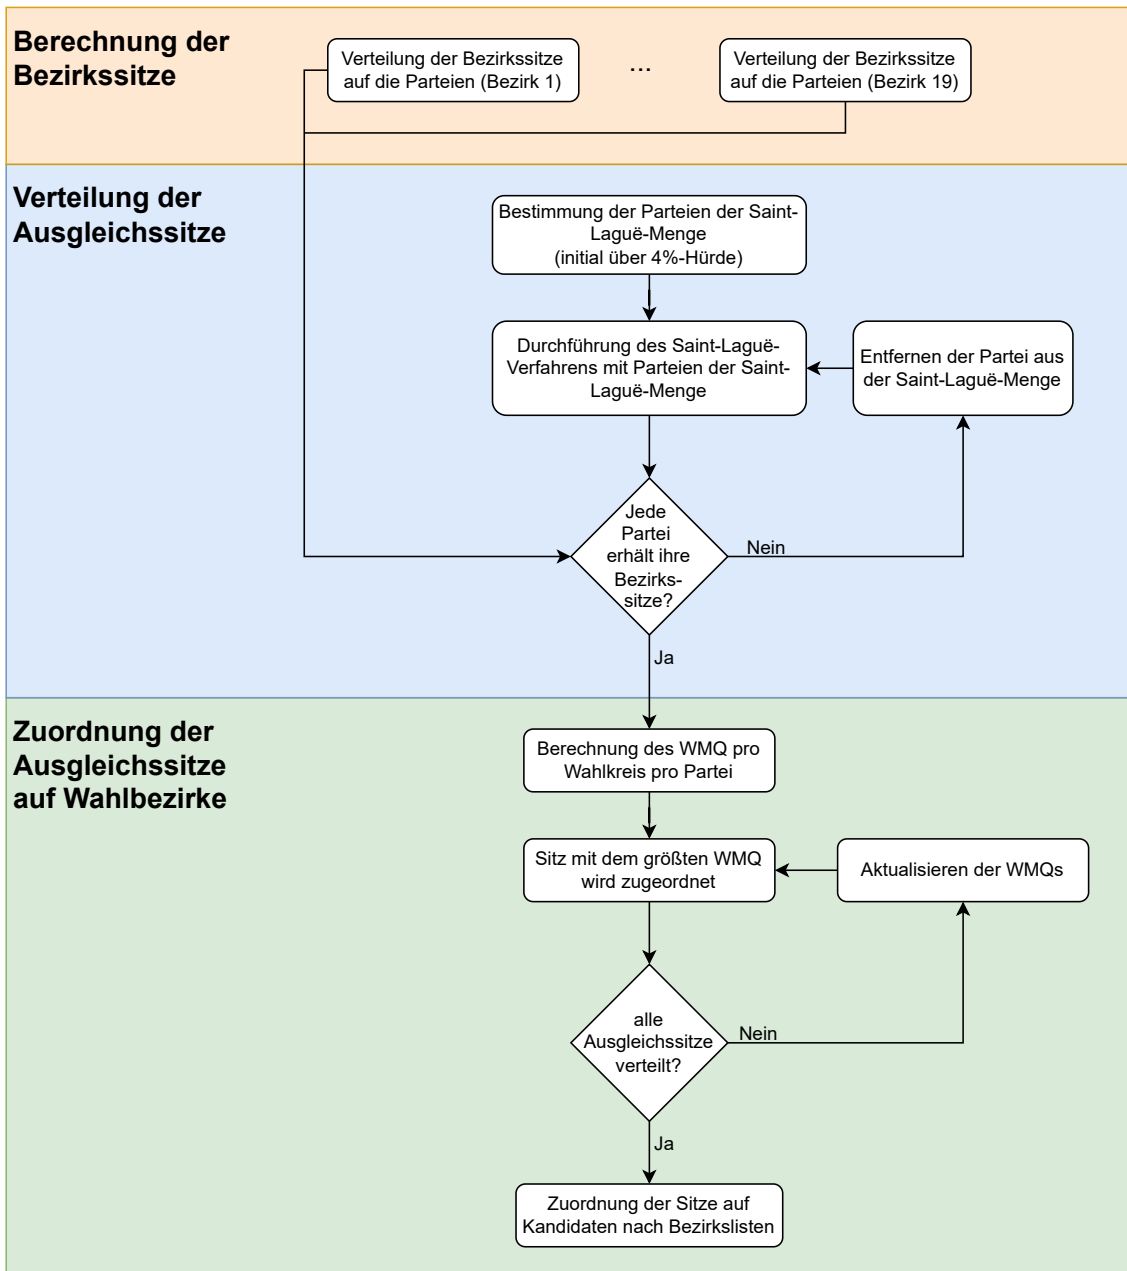 Berechnung der
Bezirkssitze
Verteilung der Bezirkssitze
auf die Parteien (Bezirk 1)
...
Verteilung der Bezirkssitze
auf die Parteien (Bezirk 19)
Verteilung der
Ausgleichssitze
Bestimmung der Parteien der Saint-
Laguë-Menge
(initial über 4%-Hürde)
Durchführung des Saint-Laguë-
Verfahrens mit Parteien der Saint-
Laguë-Menge
Entfernen der Partei aus
der Saint-Laguë-Menge
Jede
Partei
erhält ihre
Bezirks-
sitze?
Nein
Ja
Zuordnung der
Ausgleichssitze
auf Wahlbezirke
Berechnung des WMQ pro
Wahlkreis pro Partei
Sitz mit dem größten WMQ
wird zugeordnet
Aktualisieren der WMQs
alle
Ausgleichssitze
verteilt?
Nein
Ja
Zuordnung der Sitze auf
Kandidaten nach Bezirkslisten